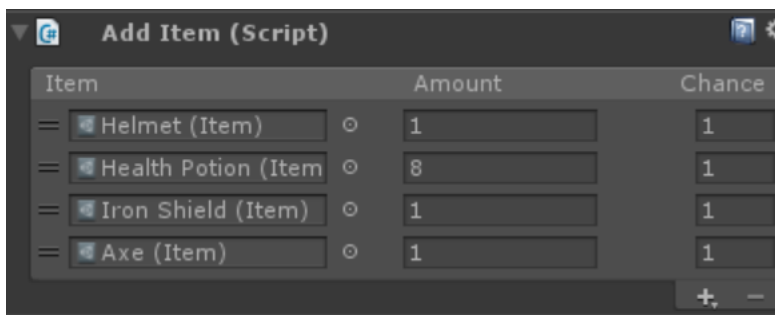 Add Item (Script)
Item Amount Chance
Helmet (Item) 1 1
Health Potion (Item 8 1
Iron Shield (Item) 1 1
Axe (Item) 1 1